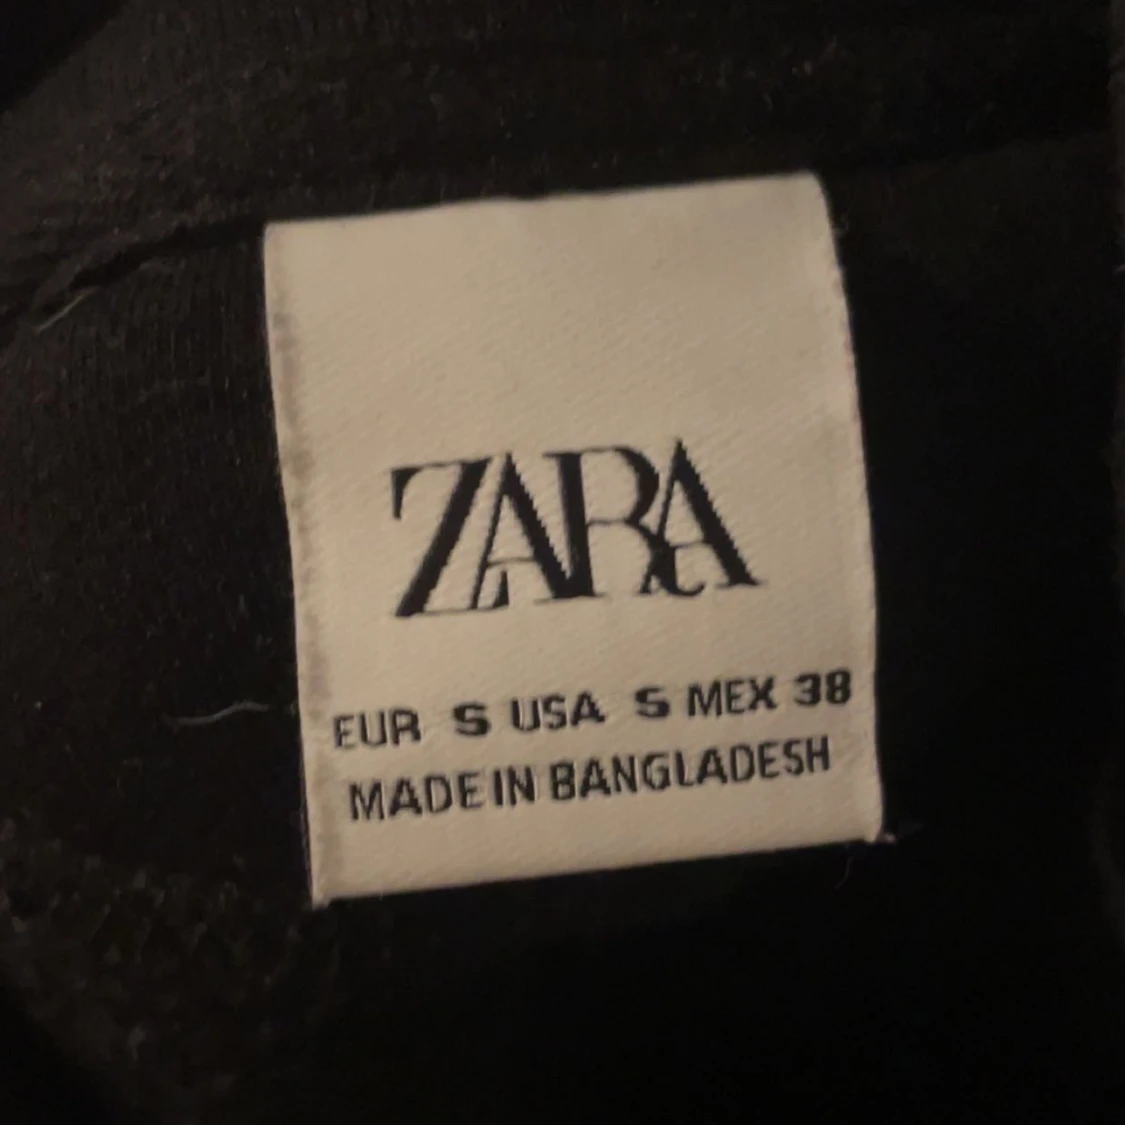 ZARA
EUR S USA S MEX 38
MADE IN BANGLADESH